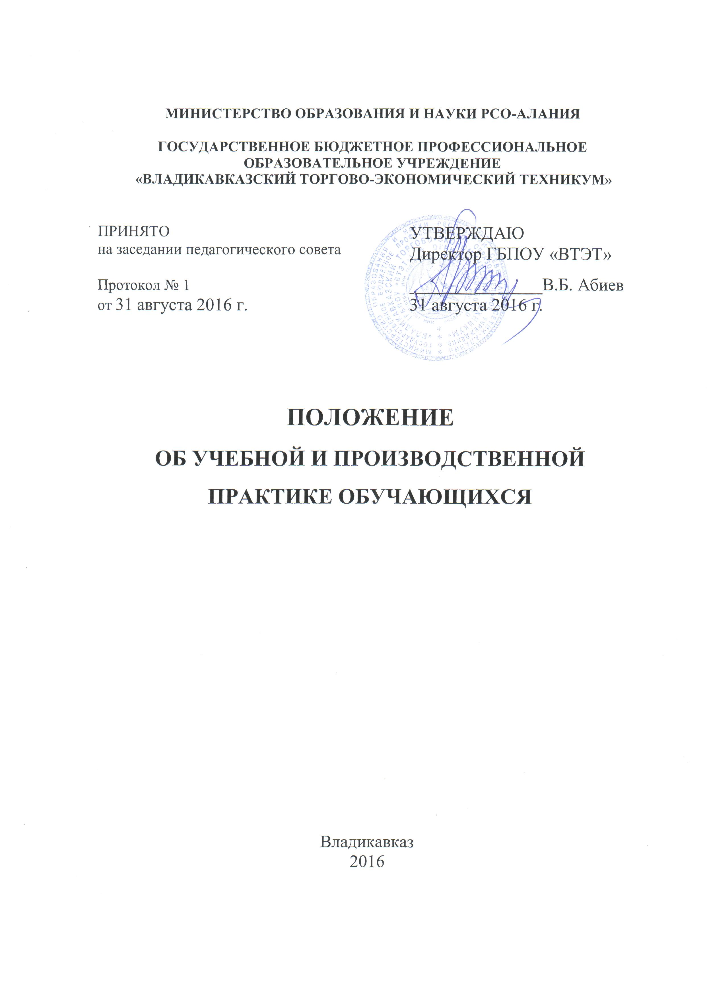 МИНИСТЕРСТВО ОБРАЗОВАНИЯ И НАУКИ РСО-АЛАНИЯ
ГОСУДАРСТВЕННОЕ БЮДЖЕТНОЕ ПРОФЕССИОНАЛЬНОЕ
ОБРАЗОВАТЕЛЬНОЕ УЧРЕЖДЕНИЕ
«ВЛАДИКАВКАЗСКИЙ ТОРГОВО-ЭКОНОМИЧЕСКИЙ ТЕХНИКУМ»
ПРИНЯТО
на заседании педагогического совета
Протокол № 1
от 31 августа 2016 г.
УТВЕРЖДАЮ
Директор ГБПОУ «ВТЭТ»
В.Б. Абиев
31 августа 2016 г.
ПОЛОЖЕНИЕ
ОБ УЧЕБНОЙ И ПРОИЗВОДСТВЕННОЙ
ПРАКТИКЕ ОБУЧАЮЩИХСЯ
Владикавказ
2016